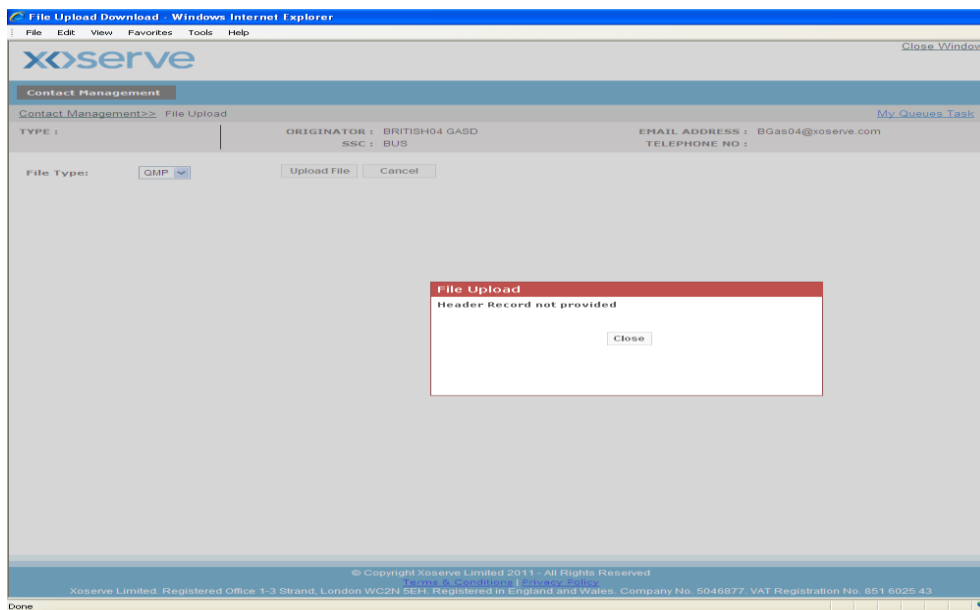 File Upload Download - Windows Internet Explorer
File Edit View Favorites Tools Help
Close Window
xoserve
Contact Management
Contact Management>> File Upload My Queues Task
TYPE : ORIGINATOR : BRITISH04 GASD EMAIL ADDRESS : BGas04@xoserve.com
SSC : BUS TELEPHONE NO :
File Type: QMP Upload File Cancel
File Upload
Header Record not provided
Close
© Copyright Xoserve Limited 2011 - All Rights Reserved
Terms & Conditions | Privacy Policy
Xoserve Limited. Registered Office 1-3 Strand, London WC2N 5EH. Registered in England and Wales. Company No. 5046877. VAT Registration No. 851 6025 43
Done